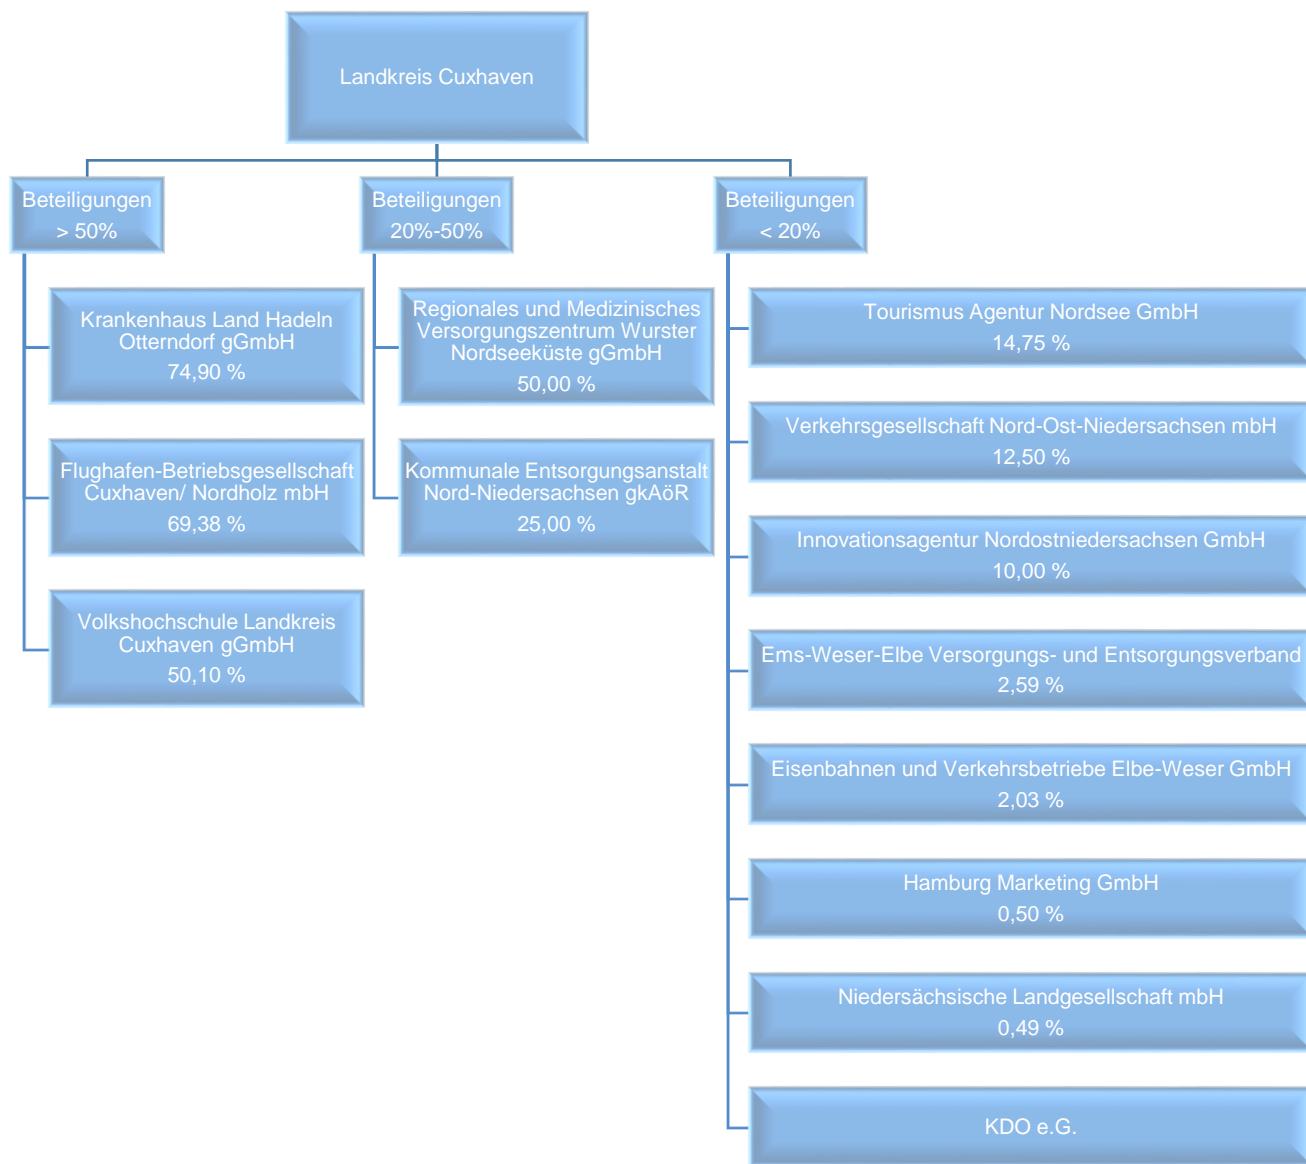 Landkreis Cuxhaven
Beteiligungen
> 50%
Krankenhaus Land Hadeln
Otterndorf gGmbH
74,90 %
Flughafen-Betriebsgesellschaft
Cuxhaven/ Nordholz mbH
69,38 %
Volkshochschule Landkreis
Cuxhaven gGmbH
50,10 %
Beteiligungen
20%-50%
Regionales und Medizinisches
Versorgungszentrum Wurster
Nordseeküste gGmbH
50,00 %
Kommunale Entsorgungsanstalt
Nord-Niedersachsen gkAöR
25,00 %
Beteiligungen
< 20%
Tourismus Agentur Nordsee GmbH
14,75 %
Verkehrsgesellschaft Nord-Ost-Niedersachsen mbH
12,50 %
Innovationsagentur Nordostniedersachsen GmbH
10,00 %
Ems-Weser-Elbe Versorgungs- und Entsorgungsverband
2,59 %
Eisenbahnen und Verkehrsbetriebe Elbe-Weser GmbH
2,03 %
Hamburg Marketing GmbH
0,50 %
Niedersächsische Landgesellschaft mbH
0,49 %
KDO e.G.